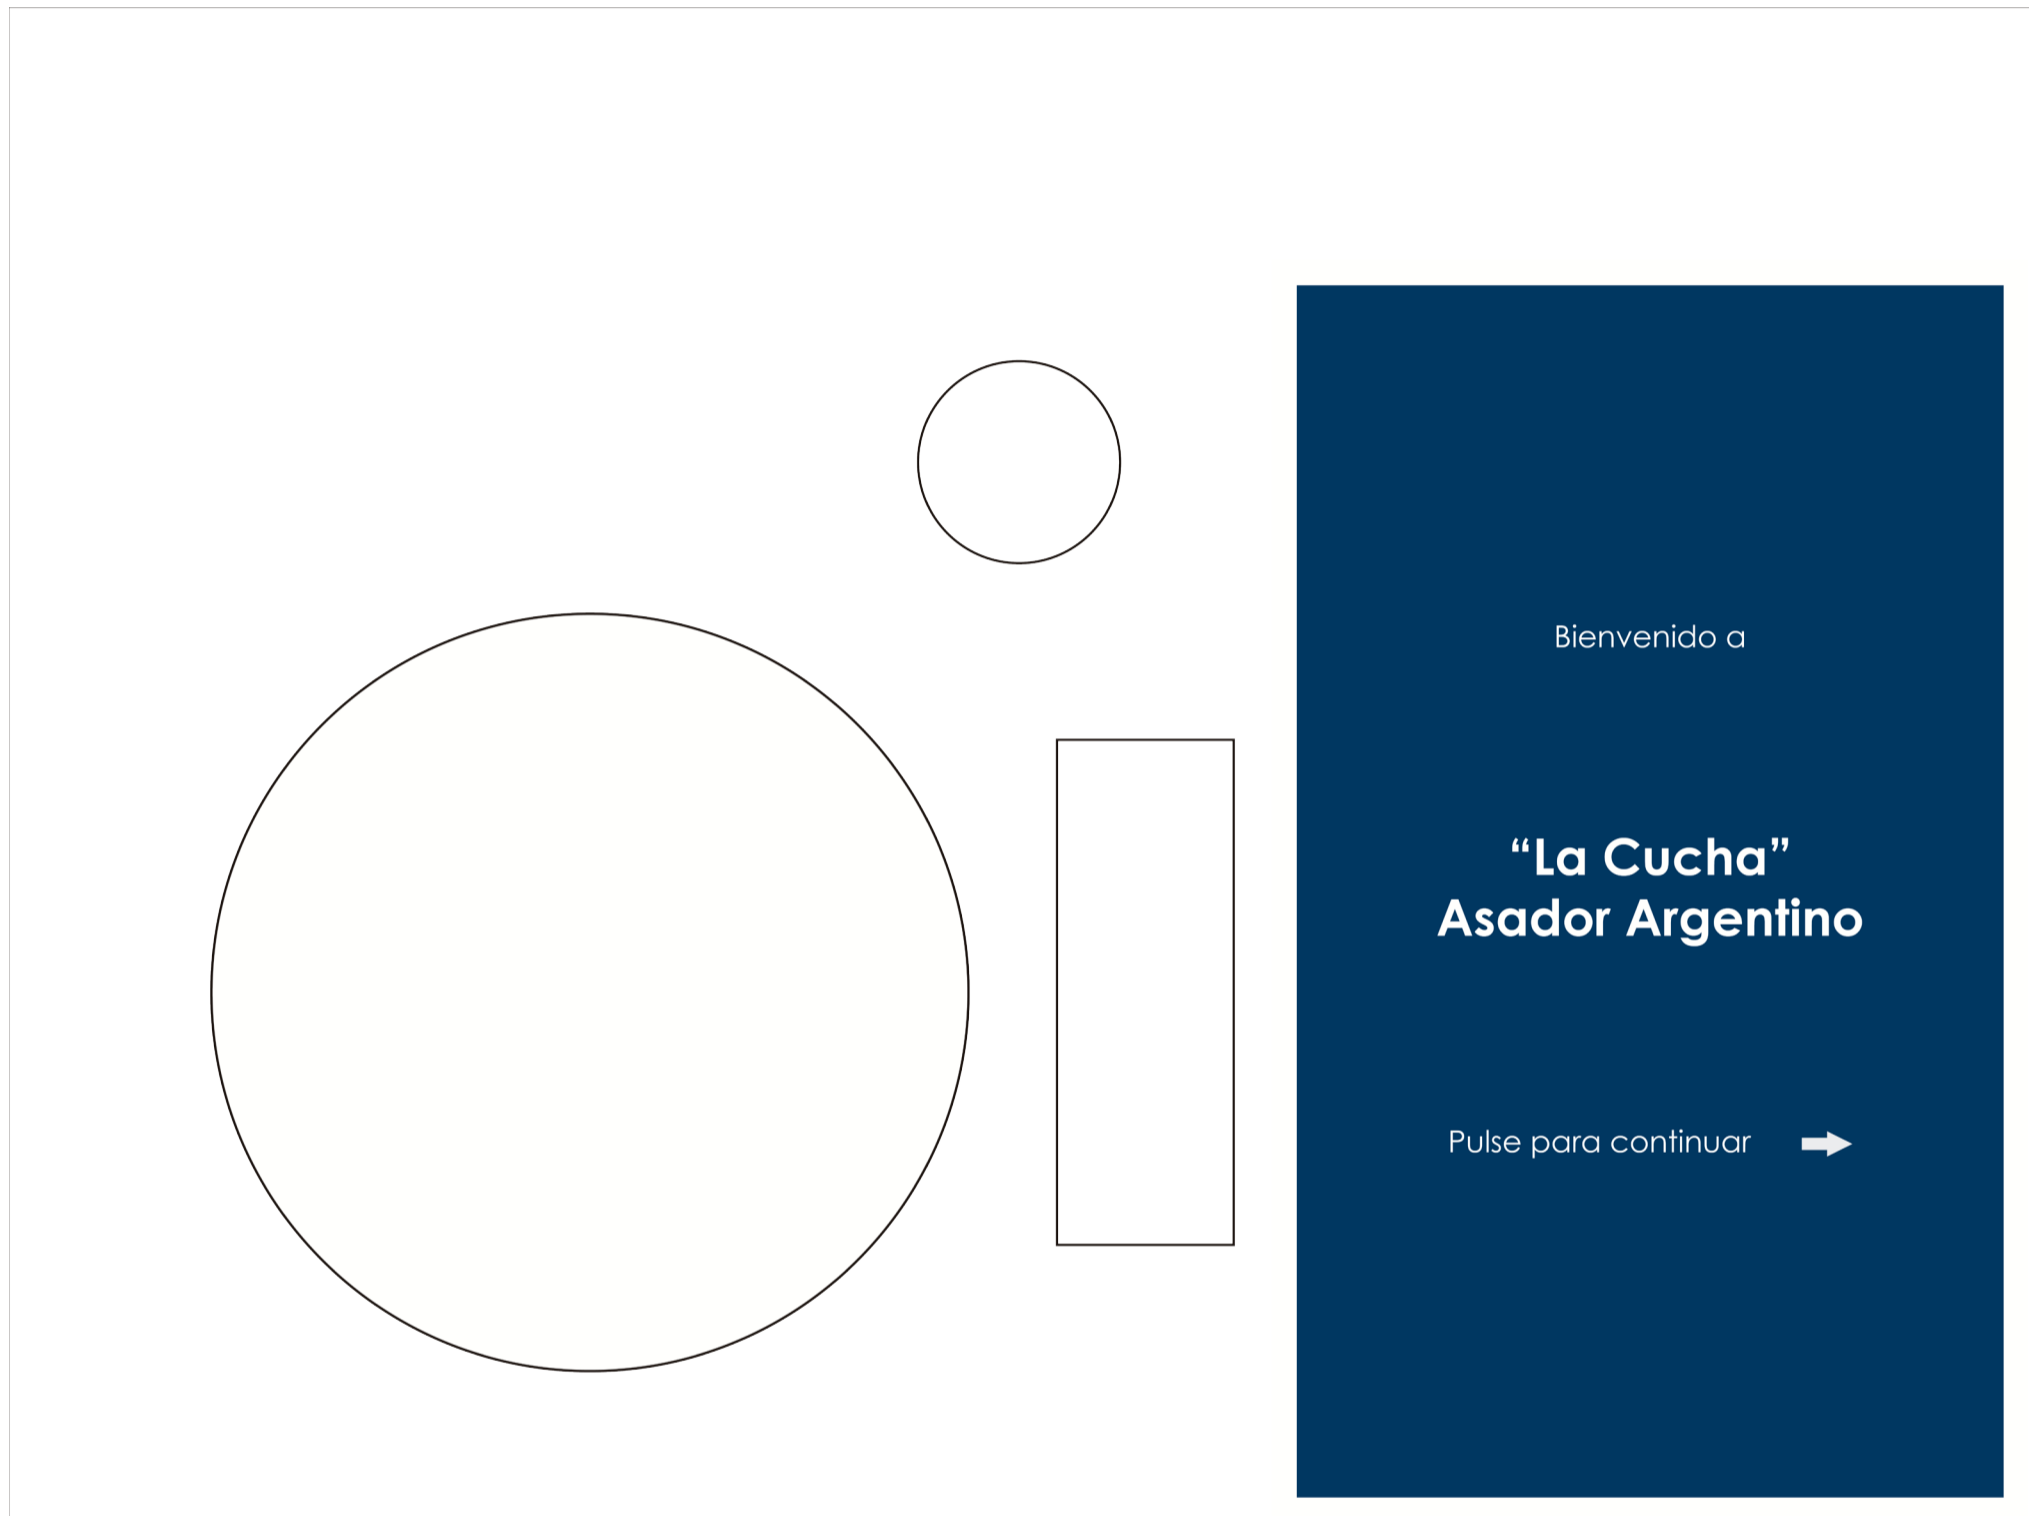 Bienvenido a
“La Cucha”
Asador Argentino
Pulse para continuar